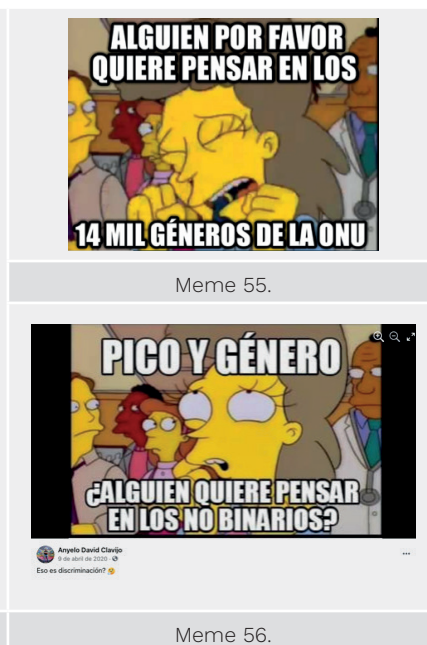 ALGUIEN POR FAVOR
QUIERE PENSAR EN LOS
14 MIL GÉNEROS DE LA ONU
Meme 55.
PICO Y GÉNERO
¿ALGUIEN QUIERE PENSAR
EN LOS NO BINARIOS?
Anyelo David Clavijo
9 de abril de 2020
Eso es discriminación?
Meme 56.